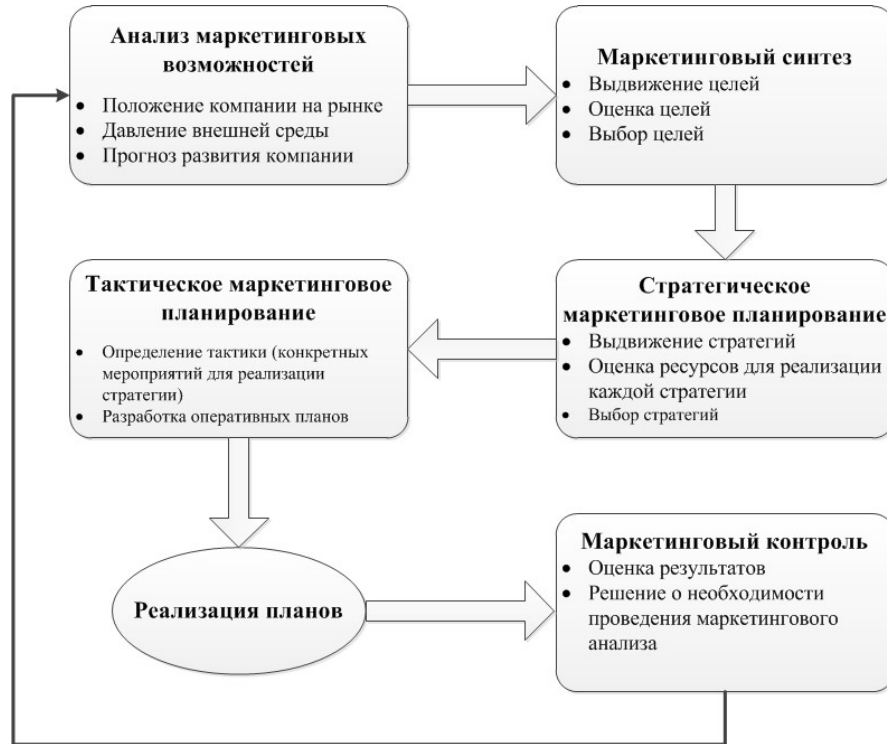 Анализ маркетинговых
возможностей
• Положение компании на рынке
• Давление внешней среды
• Прогноз развития компании
Маркетинговый синтез
• Выдвижение целей
• Оценка целей
• Выбор целей
Стратегическое
маркетинговое планирование
• Выдвижение стратегий
• Оценка ресурсов для реализации
каждой стратегии
• Выбор стратегий
Тактическое маркетинговое
планирование
• Определение тактики (конкретных
мероприятий для реализации
стратегии)
• Разработка оперативных планов
Реализация планов
Маркетинговый контроль
• Оценка результатов
• Решение о необходимости
проведения маркетингового
анализа